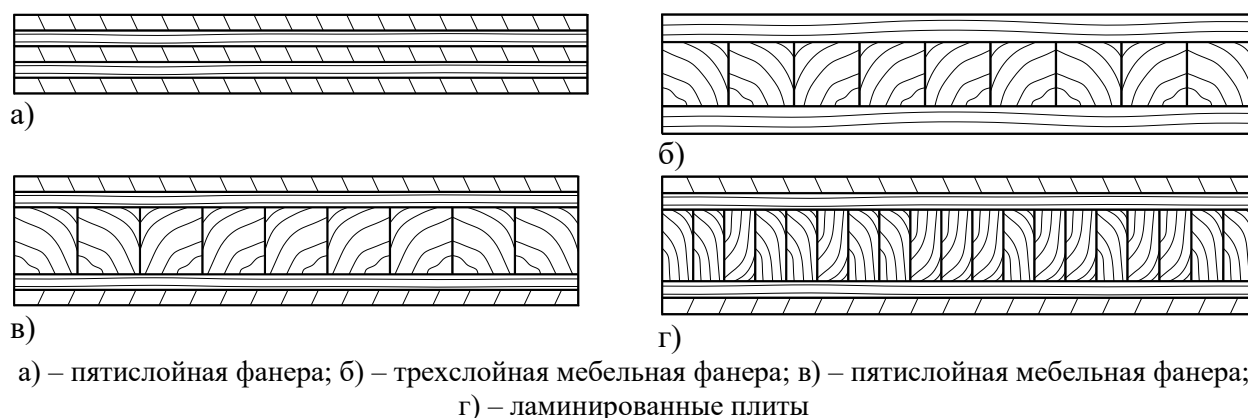 а)
б)
в)
г)
а) – пятислойная фанера; б) – трехслойная мебельная фанера; в) – пятислойная мебельная фанера;
г) – ламинированные плиты